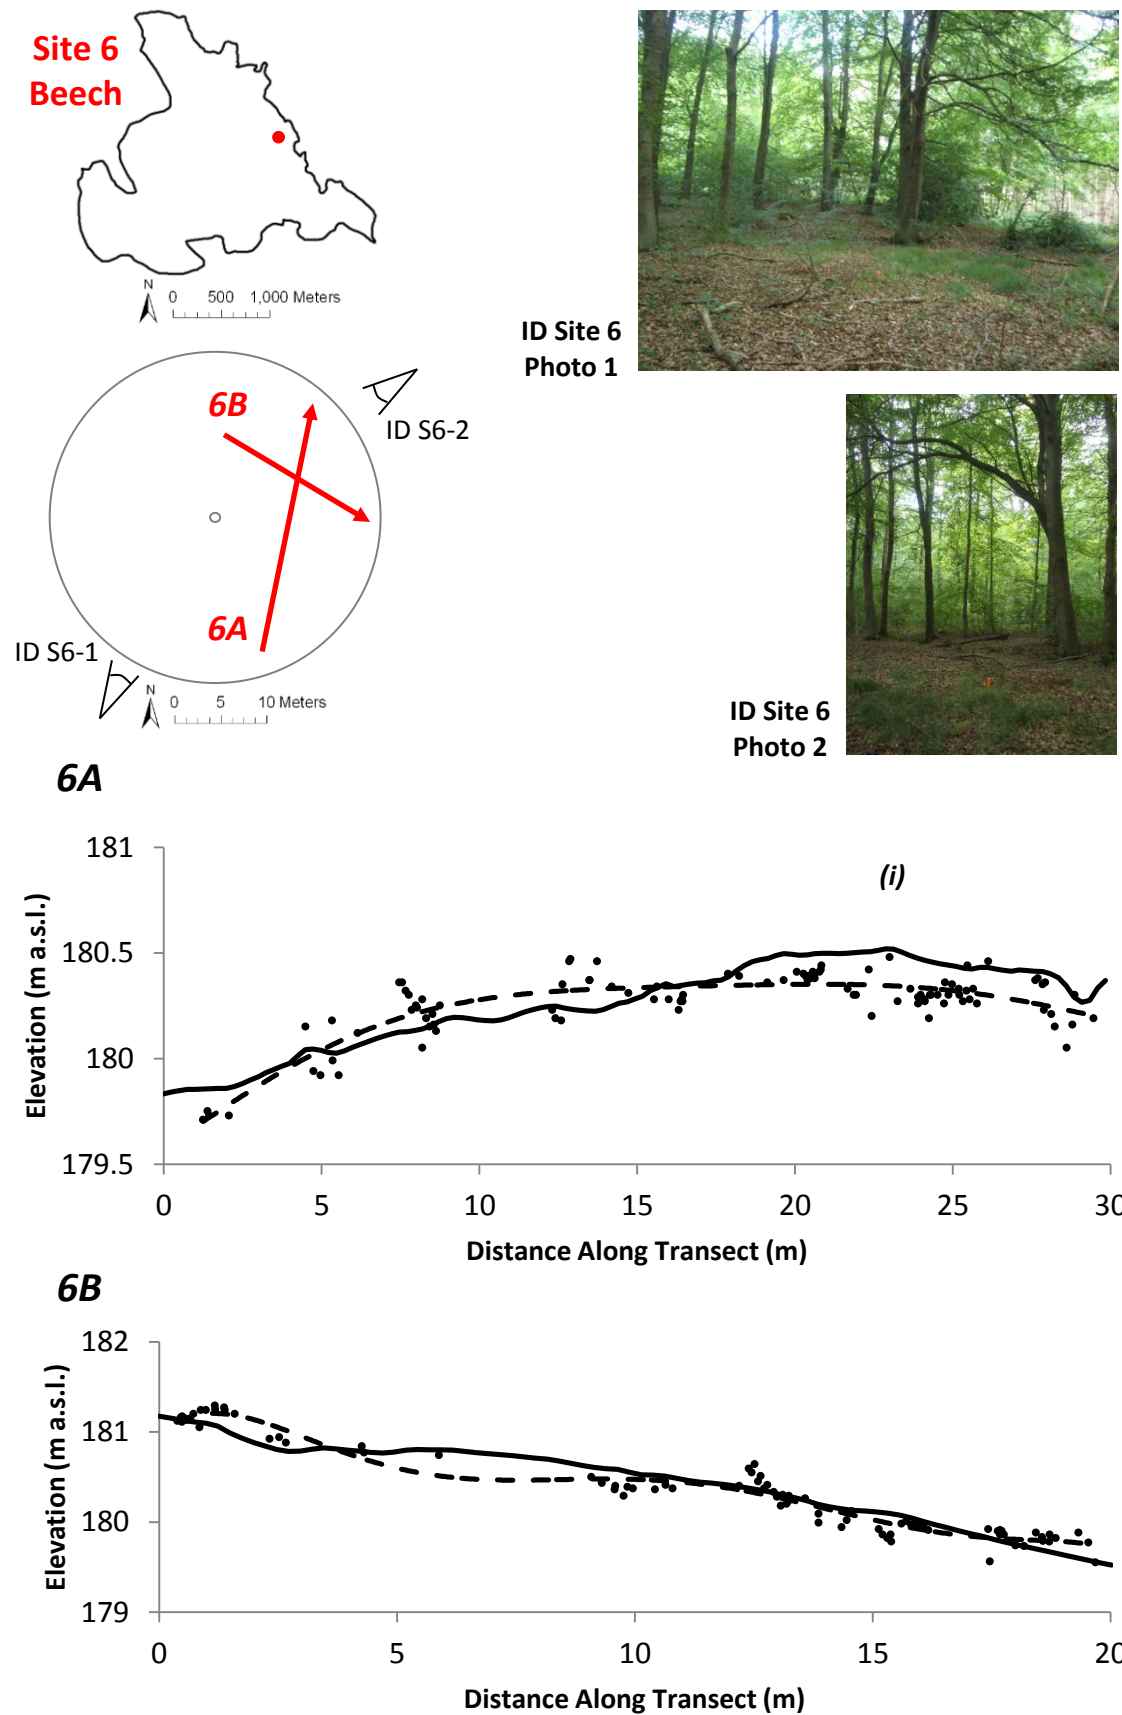 Site 6
Beech
N
0 500 1,000 Meters
ID Site 6
Photo 1
6B
ID S6-2
6A
ID S6-1
N
0 5 10 Meters
ID Site 6
Photo 2
6A
181
(i)
180.5
180
179.5
Elevation (m a.s.l.)
0 5 10 15 20 25 30
Distance Along Transect (m)
6B
182
181
180
179
Elevation (m a.s.l.)
0 5 10 15 20
Distance Along Transect (m)